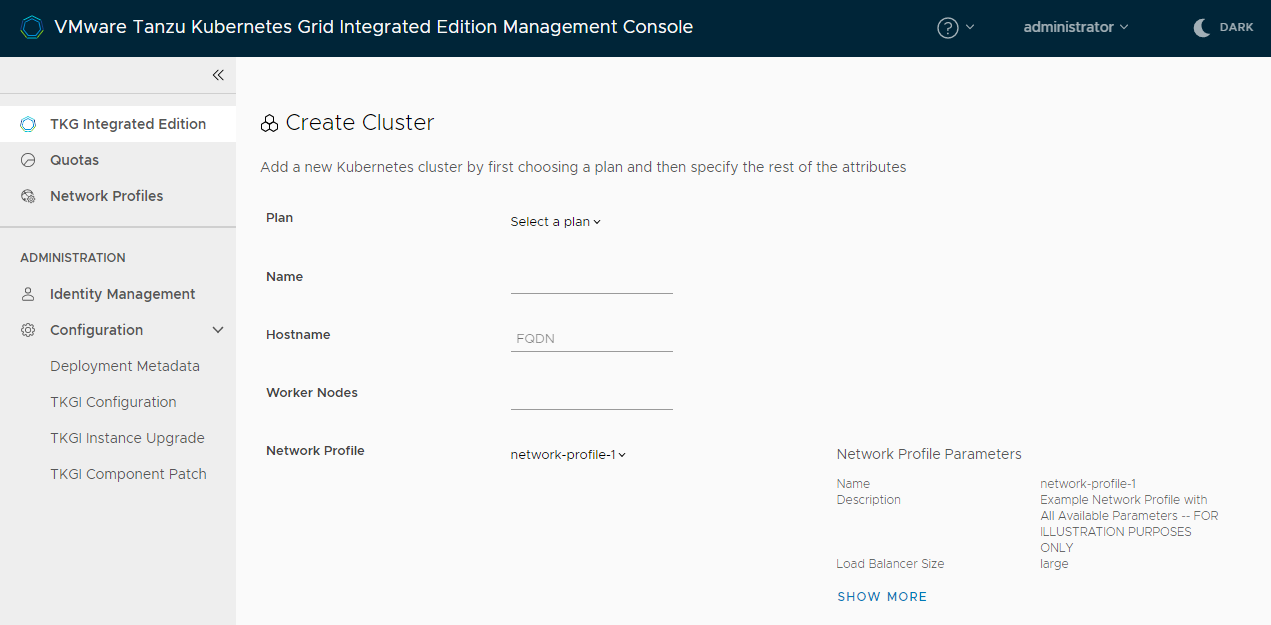 VMware Tanzu Kubernetes Grid Integrated Edition Management Console
administrator
DARK
TKG Integrated Edition
Quotas
Network Profiles
ADMINISTRATION
Identity Management
Configuration
Deployment Metadata
TKGI Configuration
TKGI Instance Upgrade
TKGI Component Patch
Create Cluster
Add a new Kubernetes cluster by first choosing a plan and then specify the rest of the attributes
Plan Select a plan
Name
Hostname FQDN
Worker Nodes
Network Profile network-profile-1
Network Profile Parameters
Name network-profile-1
Description Example Network Profile with
All Available Parameters -- FOR
ILLUSTRATION PURPOSES
ONLY
Load Balancer Size large
SHOW MORE